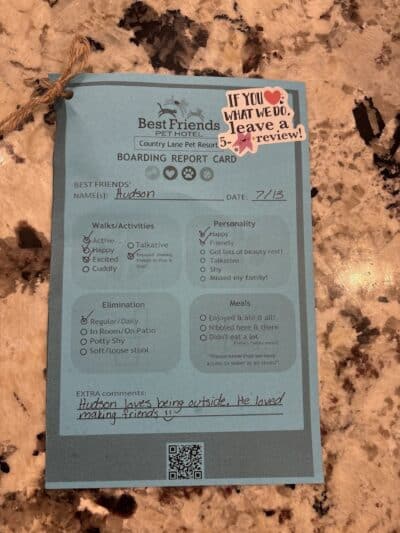 IF YOU
WHAT WE DO,
leave a
5- review!
Best Friends
PET HOTEL
Country Lane Pet Resort
BOARDING REPORT CARD
BEST FRIENDS'
NAME(S): Hudson DATE: 7/13
Walks/Activities
Active
Happy
Excited
Cuddly
Talkative
Enjoyed making
Personality
Happy
Friendly
Got lots of beauty rest!
Talkative
Shy
Missed my family!
Elimination
Regular/Daily
In Room/On Patio
Potty Shy
Soft/loose stool
Meals
Enjoyed & ate it all!
Nibbled here & there
Didn't eat a lot
EXTRA comments:
Hudson loves being outside. He loved
making friends :)